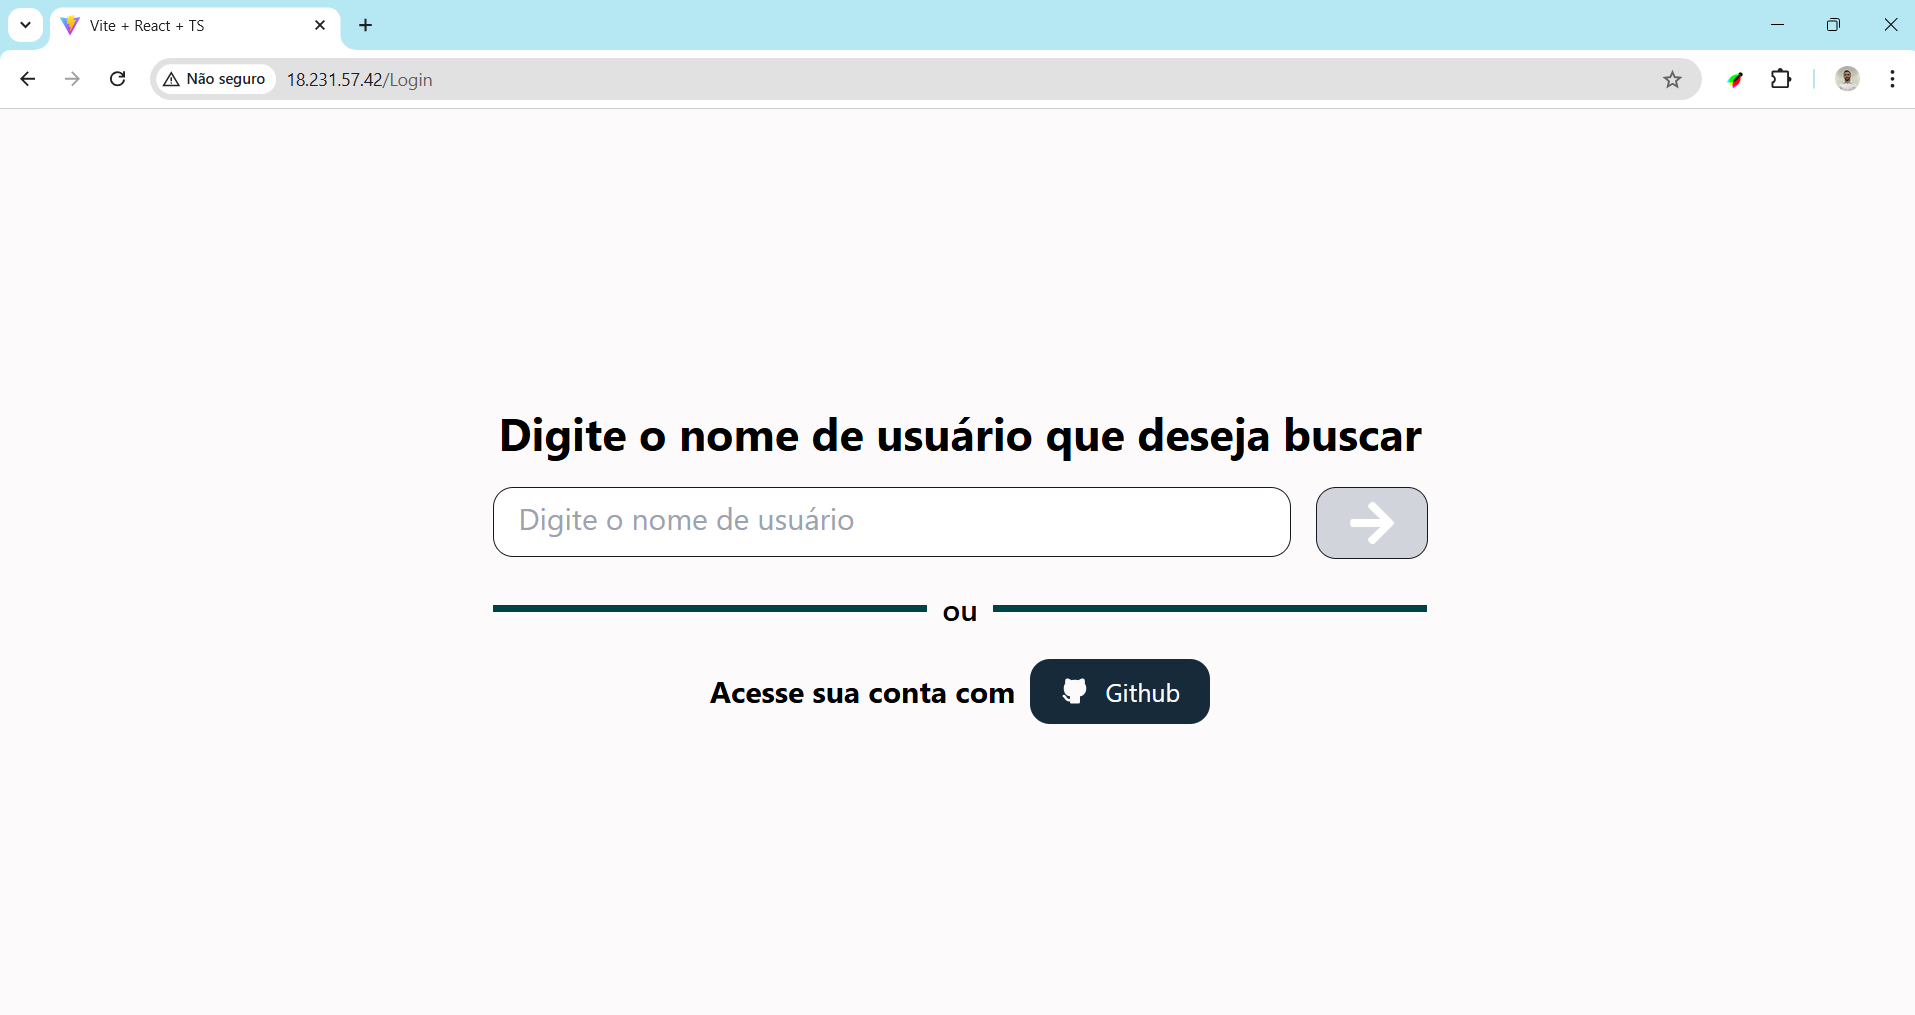 Vite + React + TS
Não seguro 18.231.57.42/Login
Digite o nome de usuário que deseja buscar
Digite o nome de usuário
ou
Acesse sua conta com Github